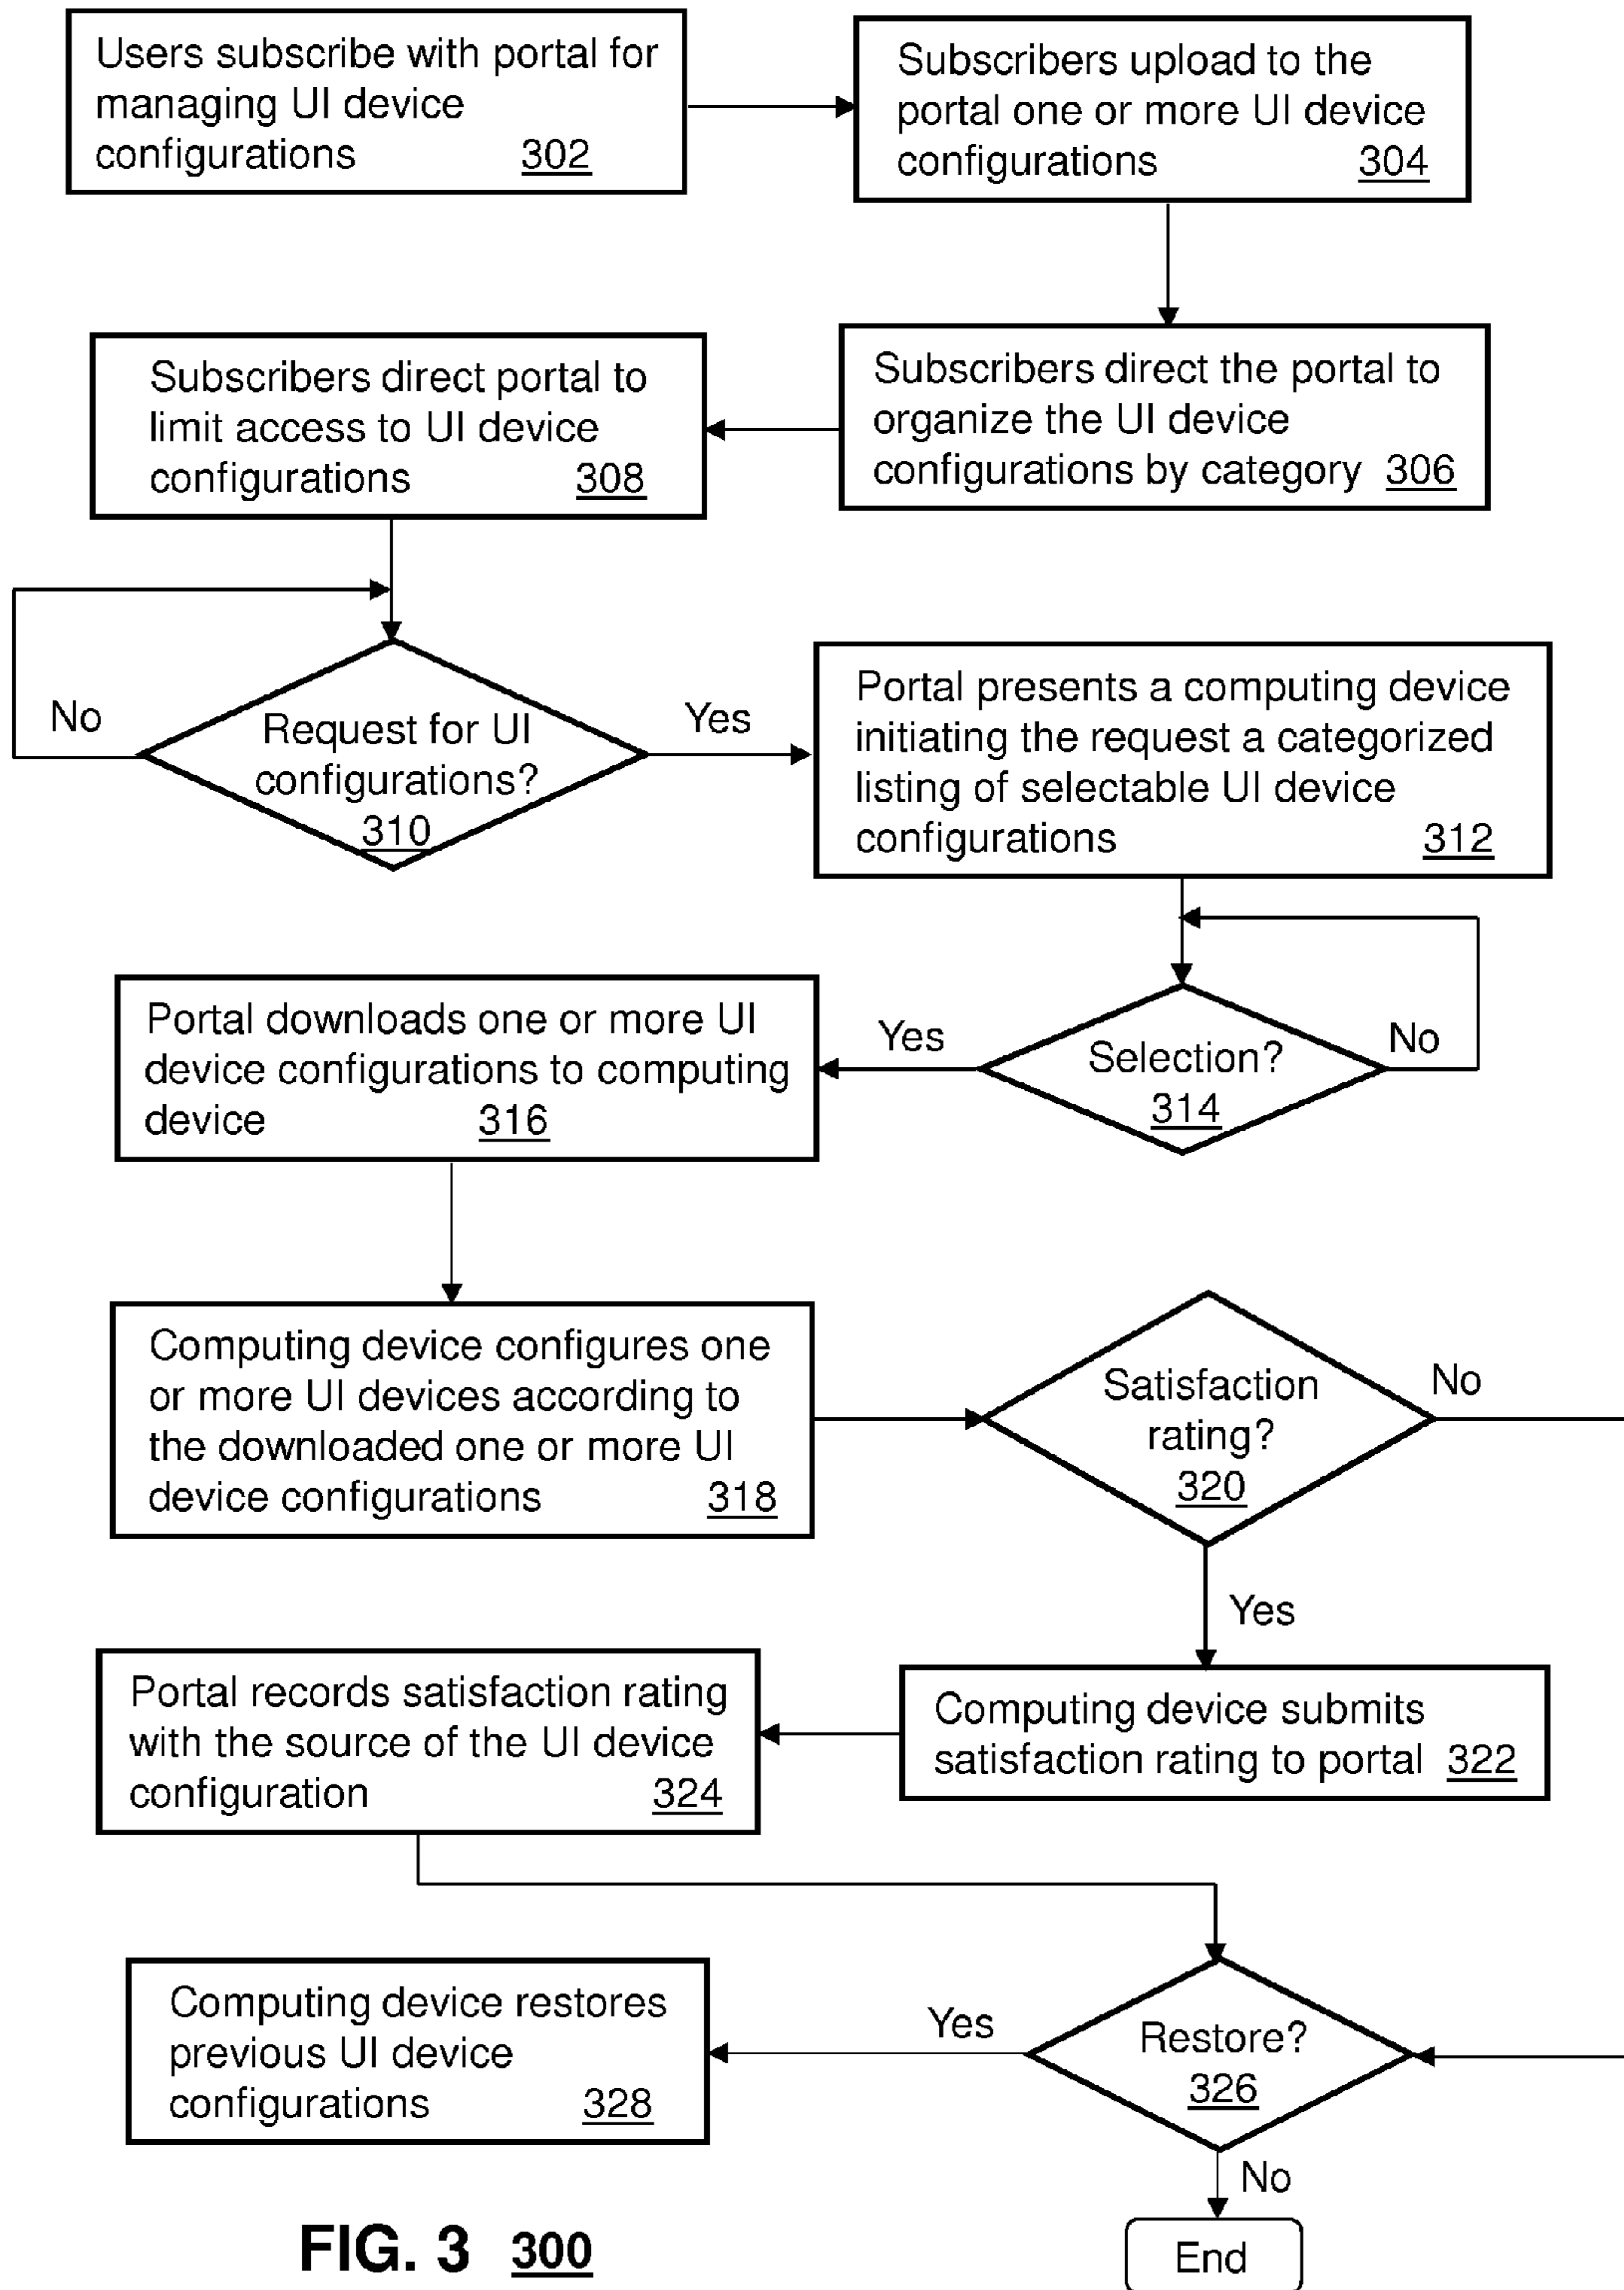 Users subscribe with portal for
managing UI device
configurations 302
Subscribers upload to the
portal one or more UI device
configurations 304
Subscribers direct the portal to
organize the UI device
configurations by category 306
Subscribers direct portal to
limit access to UI device
configurations 308
No
Request for UI
configurations?
310
Yes
Portal presents a computing device
initiating the request a categorized
listing of selectable UI device
configurations 312
Selection?
314
No
Yes
Portal downloads one or more UI
device configurations to computing
device 316
Computing device configures one
or more UI devices according to
the downloaded one or more UI
device configurations 318
Satisfaction
rating?
320
No
Yes
Computing device submits
satisfaction rating to portal 322
Portal records satisfaction rating
with the source of the UI device
configuration 324
Restore?
326
Yes
Computing device restores
previous UI device
configurations 328
No
End
FIG. 3 300